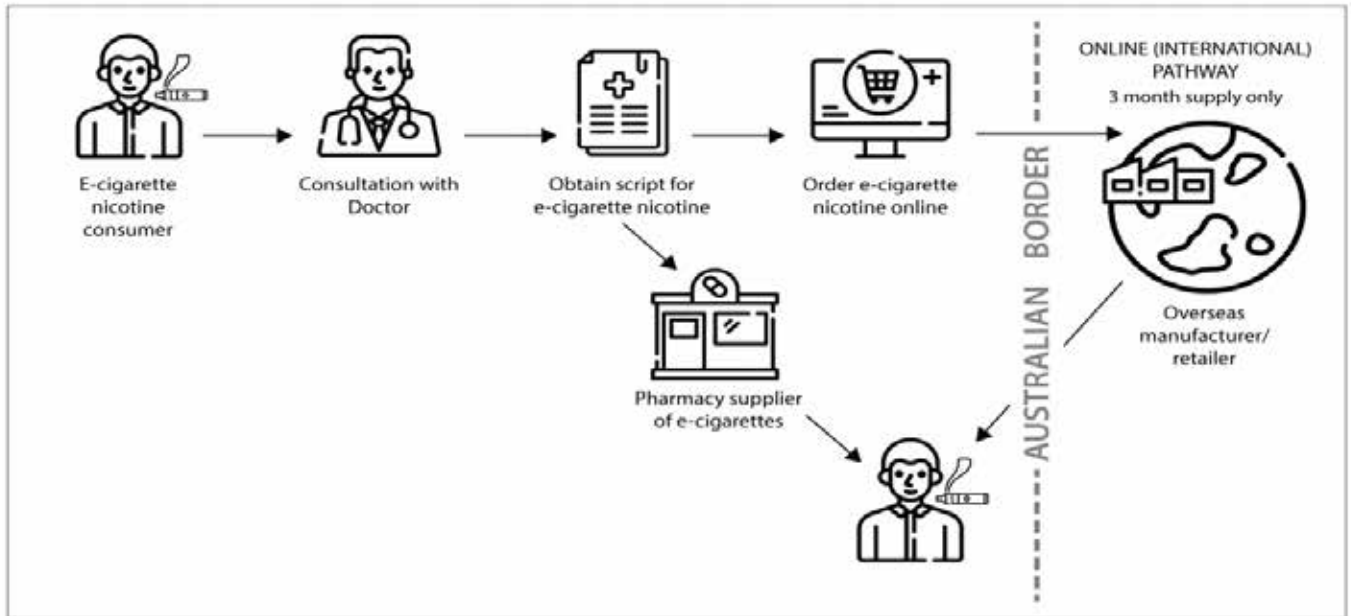 ONLINE (INTERNATIONAL)
PATHWAY
3 month supply only
E-cigarette
nicotine
consumer
Consultation with
Doctor
Obtain script for
e-cigarette nicotine
Order e-cigarette
nicotine online
AUSTRALIAN BORDER
Overseas
manufacturer/
retailer
Pharmacy supplier
of e-cigarettes